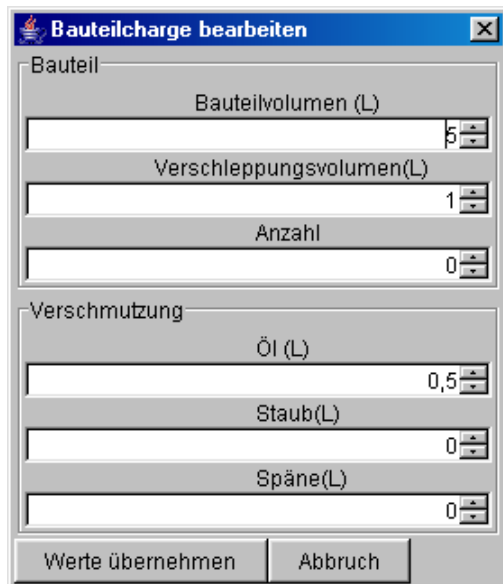 Bauteilcharge bearbeiten
Bauteil
Bauteilvolumen (L)
5
Verschleppungsvolumen(L)
1
Anzahl
0
Verschmutzung
Öl (L)
0,5
Staub(L)
0
Späne(L)
0
Werte übernehmen Abbruch